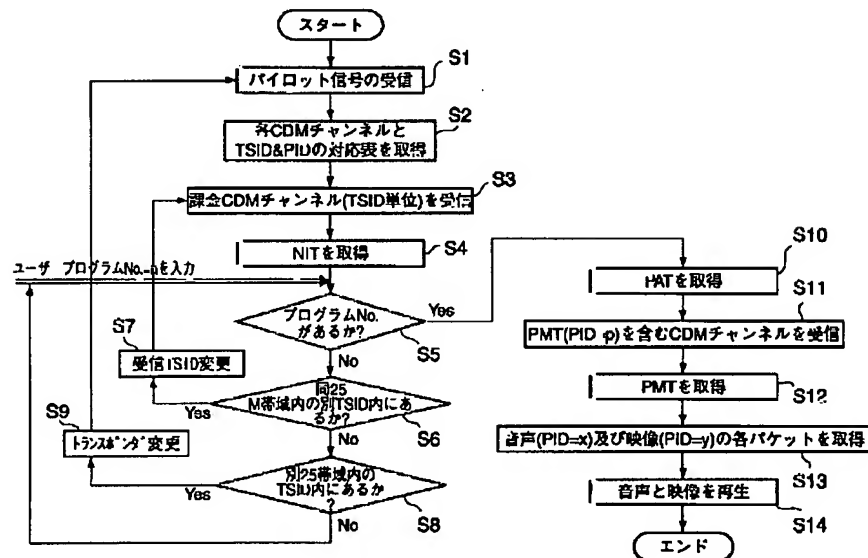 スタート
S1
パイロット信号の受信
S2
各CDMチャンネルと
TSID&PIDの対応表を取得
S3
課金CDMチャンネル(TSID単位)を受信
S4
NITを取得
ユーザ プログラムNo.=nを入力
プログラムNo.
があるか?
Yes
S5
No
S7
受信TSID変更
同25
M帯域内の別TSID内にあ
るか?
Yes
S6
No
S9
トランスポンダ変更
別25帯域内の
TSID内にあるか
?
Yes
S8
No
S10
PATを取得
S11
PMT(PID=p)を含むCDMチャンネルを受信
PMTを取得
S12
音声(PID=x)及び映像(PID=y)の各パケットを取得
S13
音声と映像を再生
S14
エンド